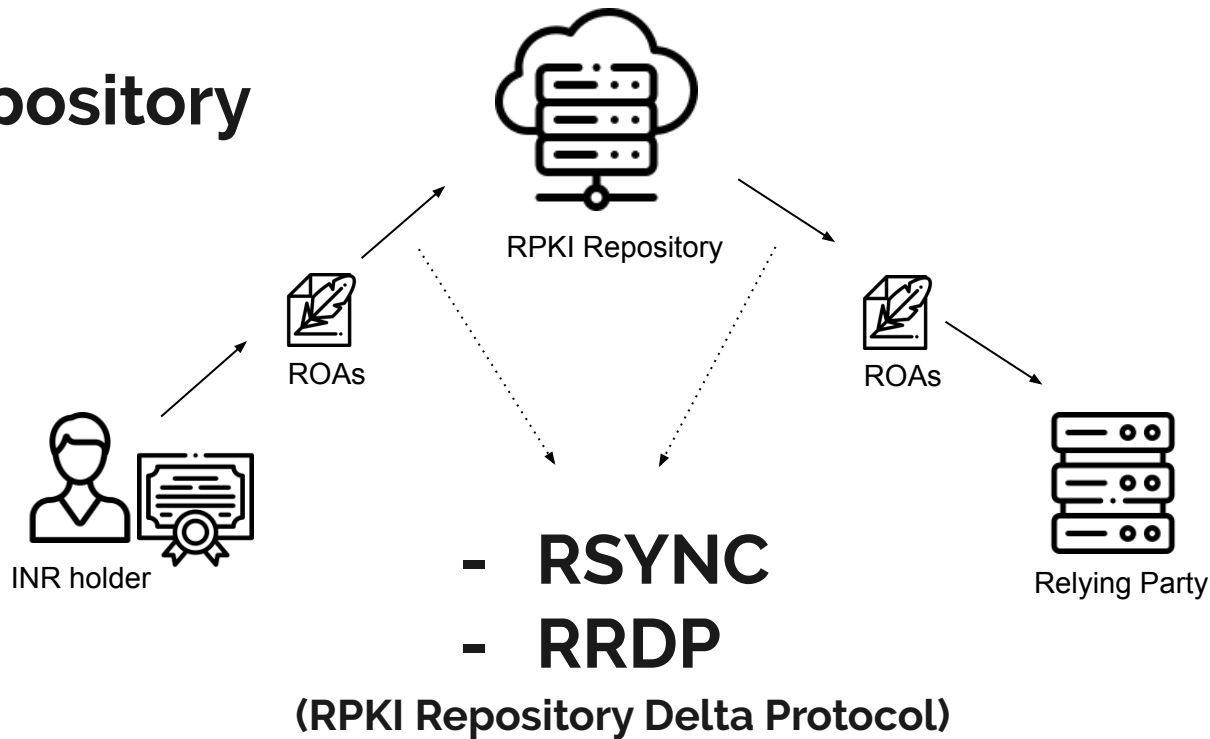 pository
RPKI Repository
ROAs
ROAs
INR holder
Relying Party
- RSYNC
- RRDP
(RPKI Repository Delta Protocol)